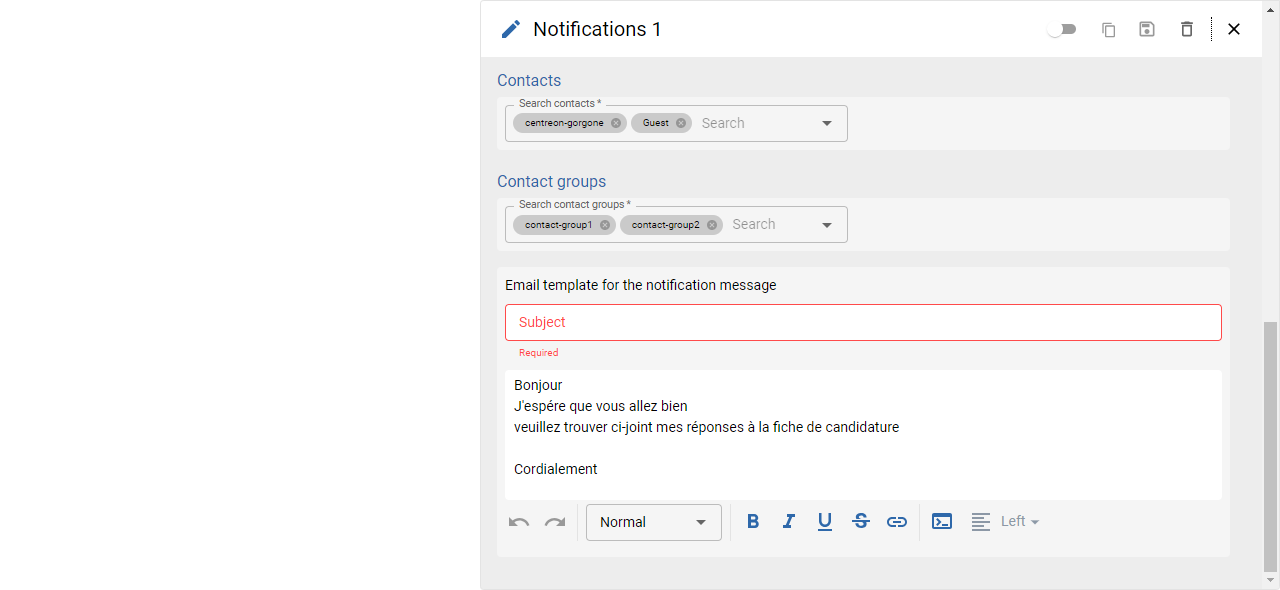 Notifications 1
Contacts
Search contacts *
centreon-gorgone Guest Search
Contact groups
Search contact groups *
contact-group1 contact-group2 Search
Email template for the notification message
Subject
Required
Bonjour
J'espére que vous allez bien
veuillez trouver ci-joint mes réponses à la fiche de candidature
Cordialement
Normal B I U S Left